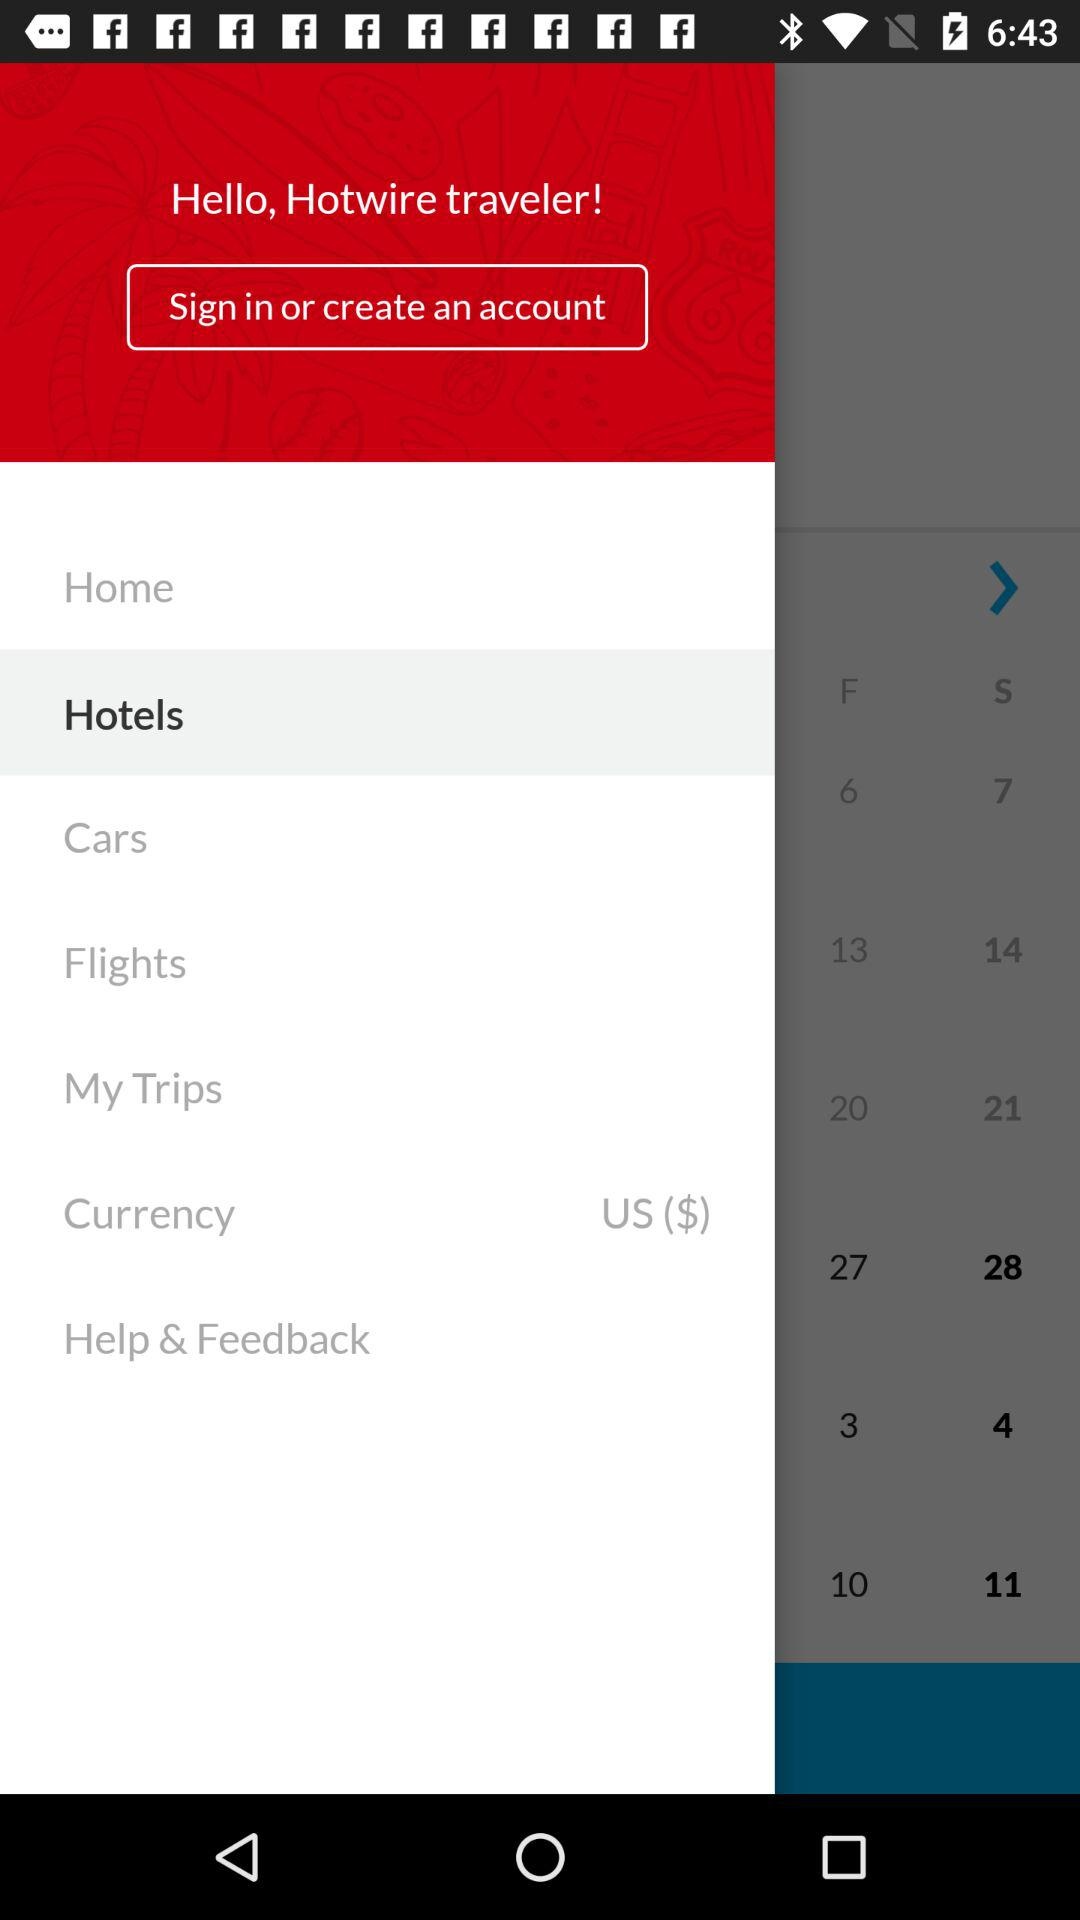 6:43
Hello, Hotwire traveler!
Sign in or create an account
Home
Hotels
Cars
Flights
My Trips
Currency US ($)
Help & Feedback
F S
6 7
13 14
20 21
27 28
3 4
10 11